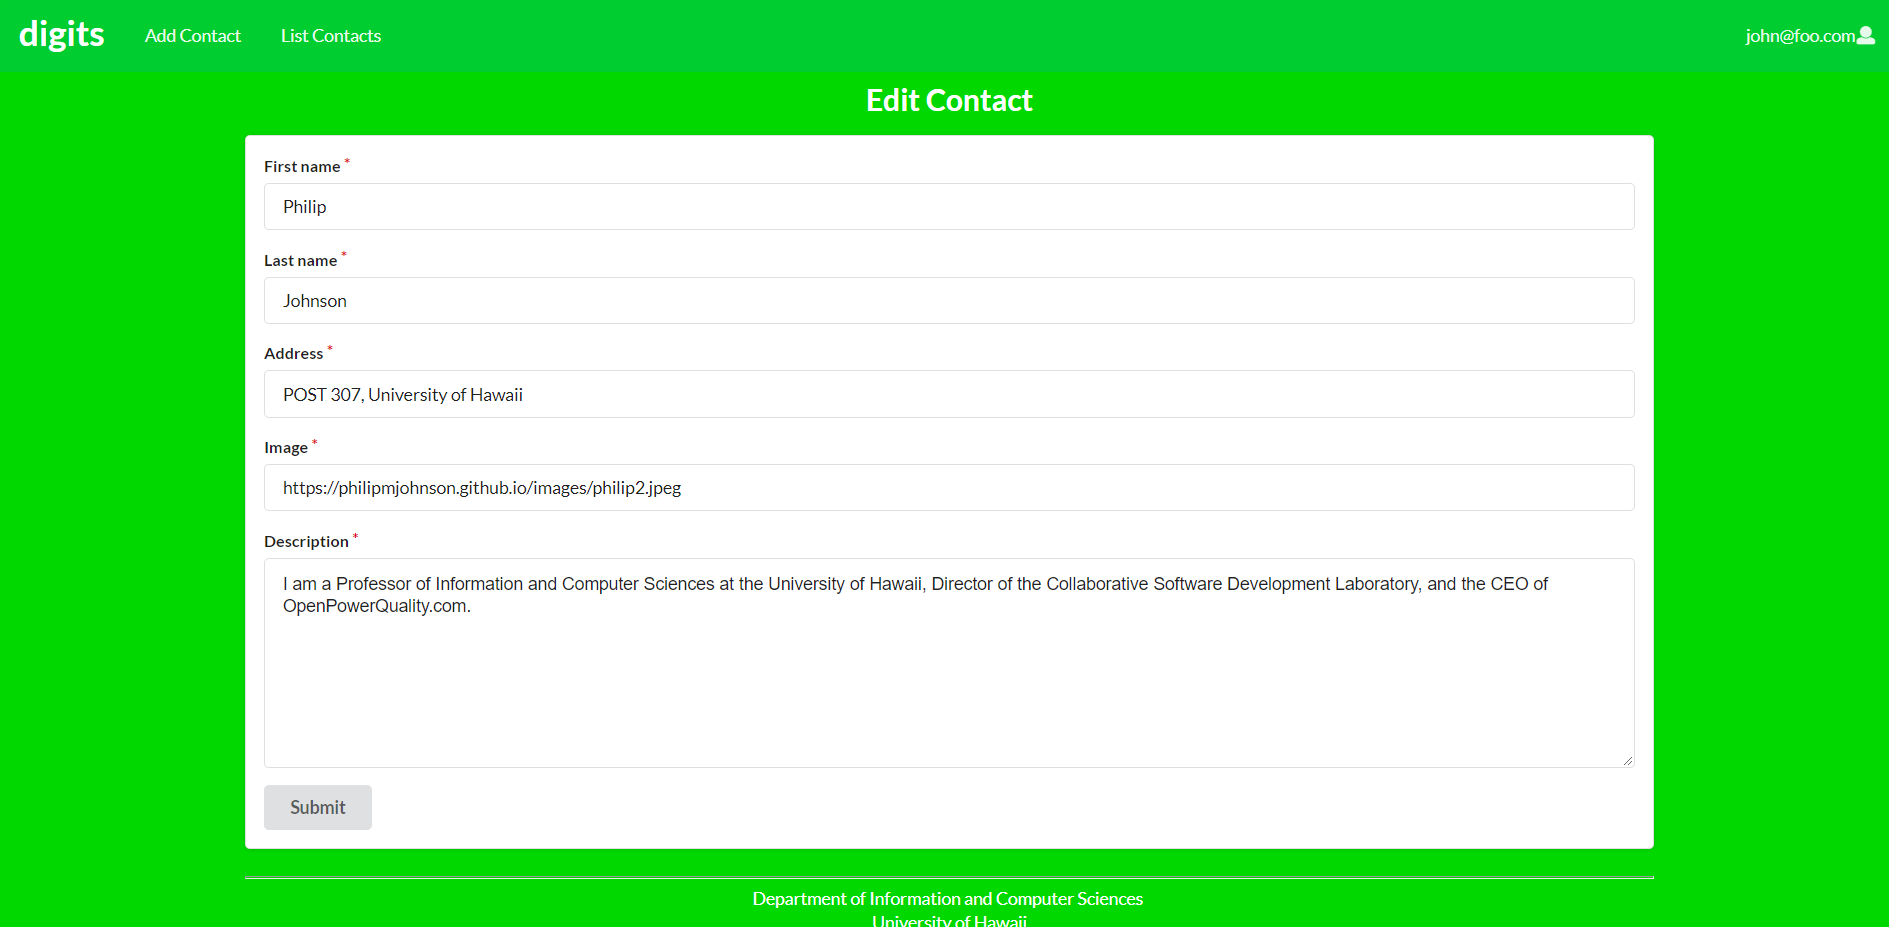 digits
Add Contact
List Contacts
john@foo.com
Edit Contact
First name *
Philip
Last name *
Johnson
Address *
POST 307, University of Hawaii
Image *
https://philipmjohnson.github.io/images/philip2.jpeg
Description *
I am a Professor of Information and Computer Sciences at the University of Hawaii, Director of the Collaborative Software Development Laboratory, and the CEO of
OpenPowerQuality.com.
Submit
Department of Information and Computer Sciences
University of Hawaii